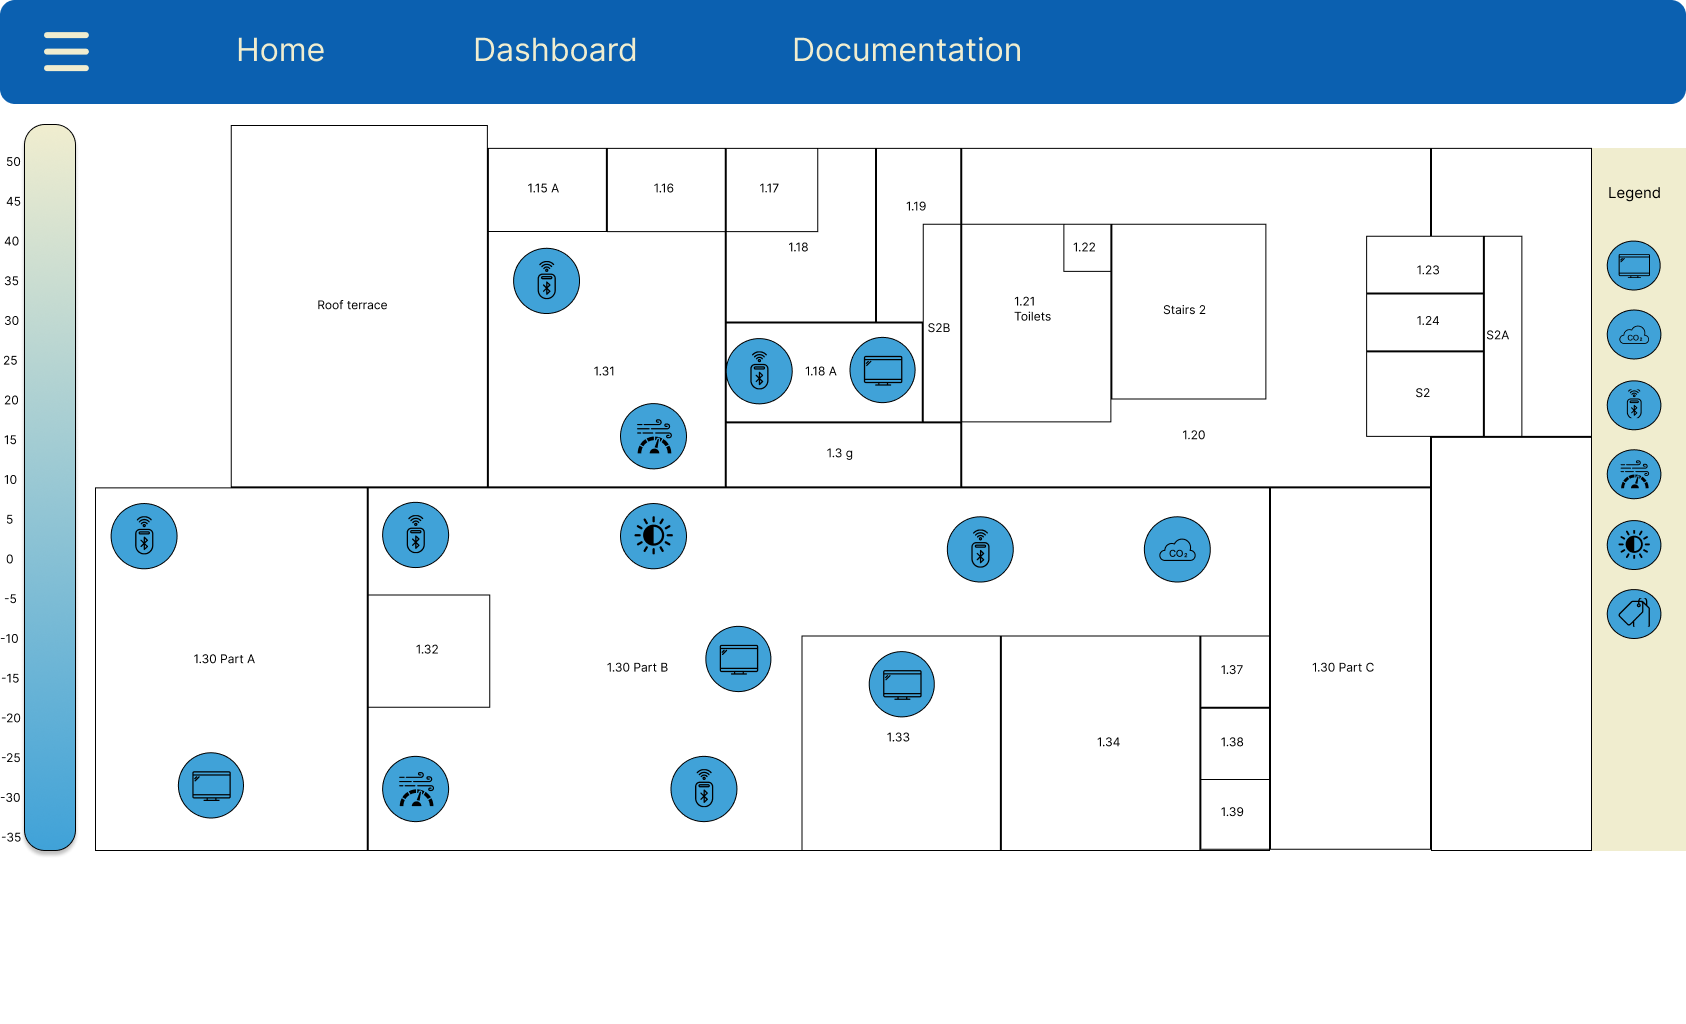 Home
Dashboard
Documentation
50
45
40
35
30
25
20
15
10
5
0
-5
-10
-15
-20
-25
-30
-35
Roof terrace
1.15 A
1.16
1.17
1.18
1.19
1.31
1.18 A
1.3 g
S2B
1.21
Toilets
1.22
Stairs 2
1.20
1.23
1.24
S2
S2A
1.30 Part A
1.32
1.30 Part B
1.33
1.34
1.37
1.38
1.39
1.30 Part C
CO₂
Legend
CO₂